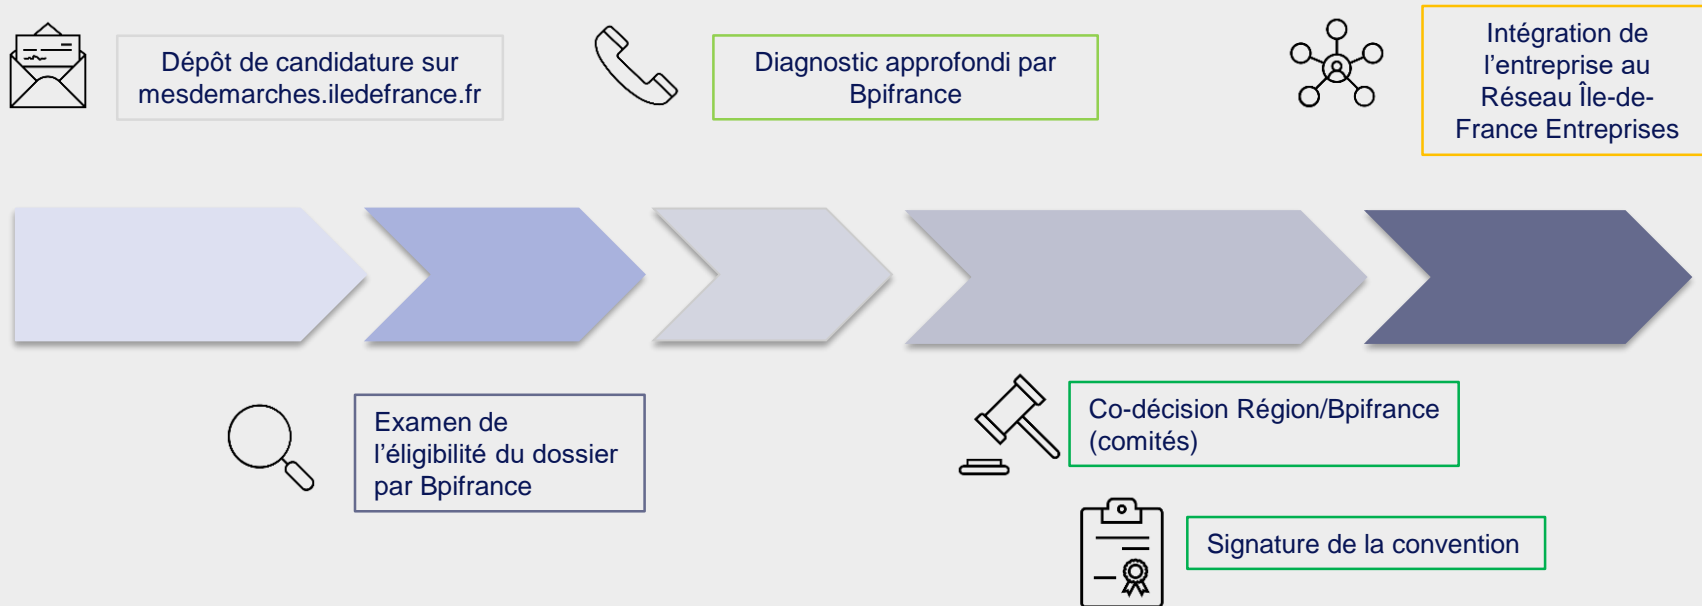 Dépôt de candidature sur
mesdemarches.iledefrance.fr
Diagnostic approfondi par
Bpifrance
Intégration de
l’entreprise au
Réseau Île-de-
France Entreprises
Examen de
l’éligibilité du dossier
par Bpifrance
Co-décision Région/Bpifrance
(comités)
Signature de la convention